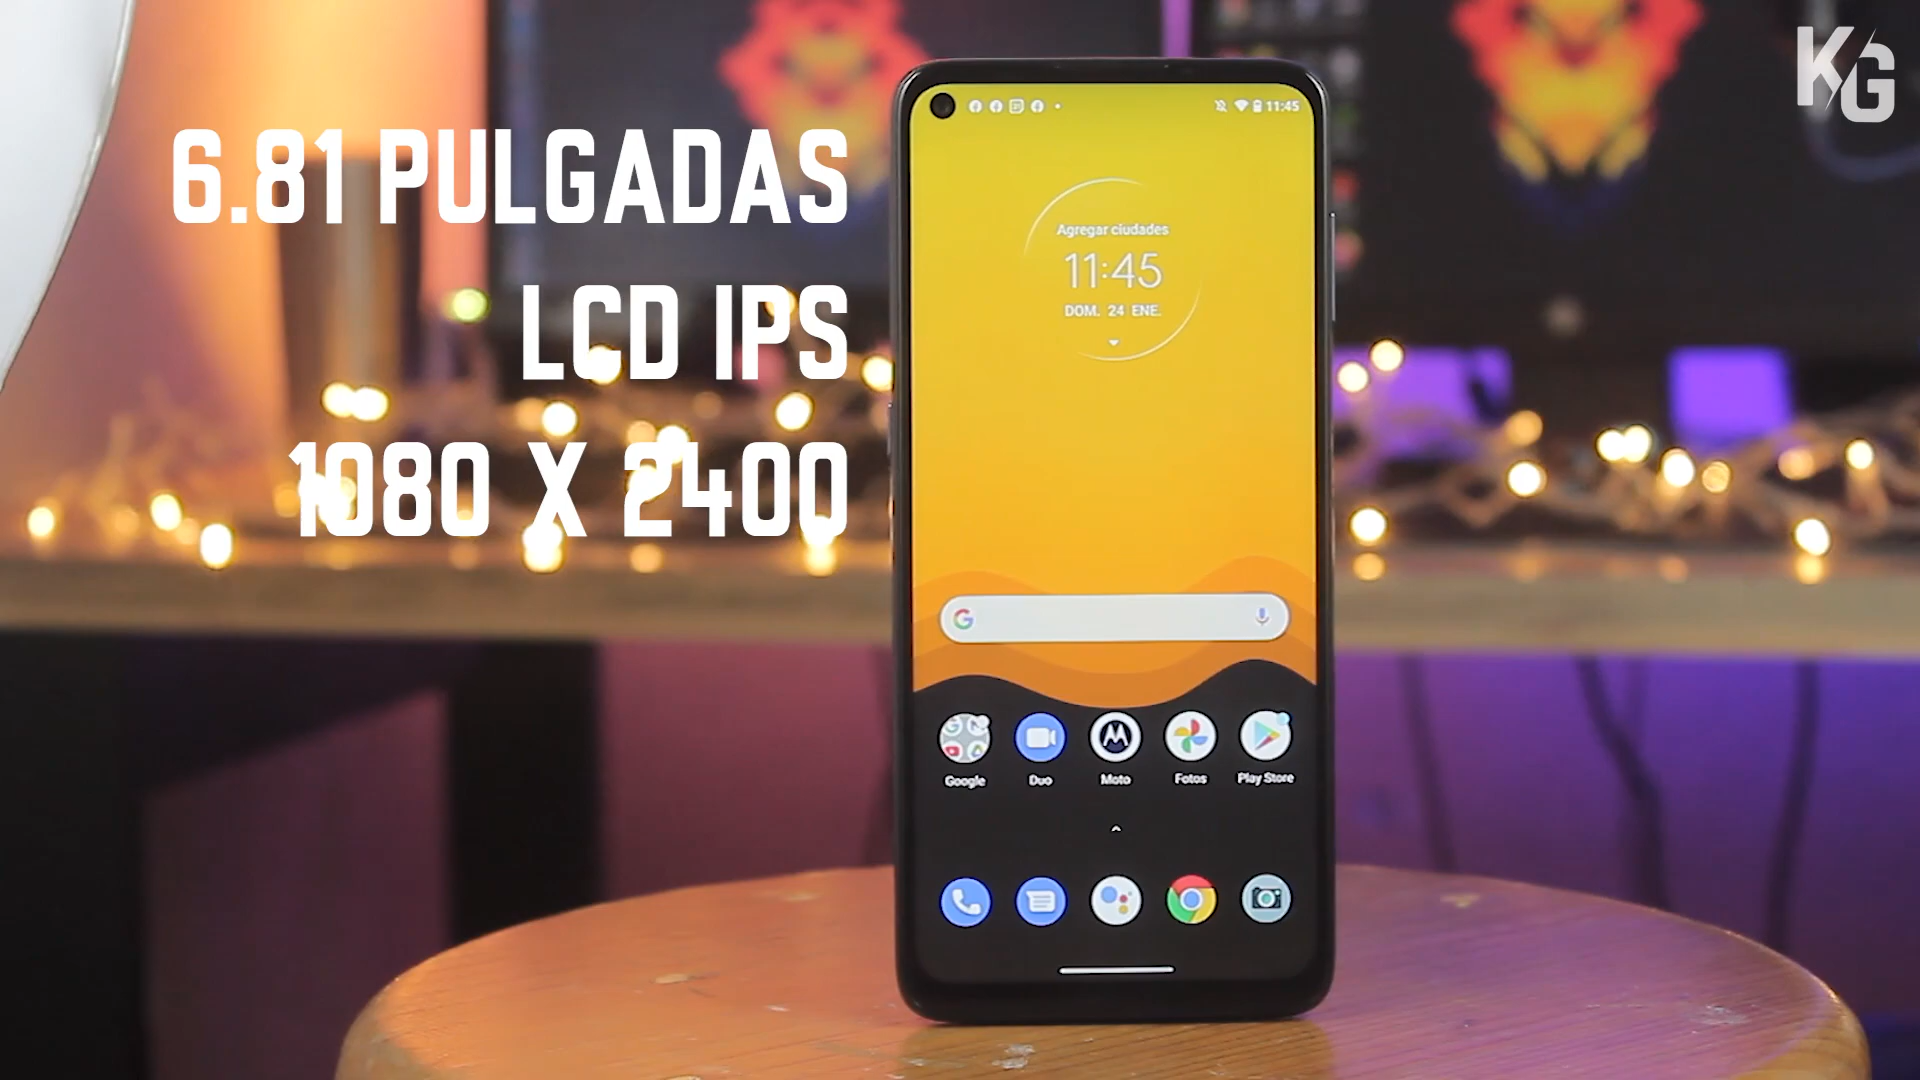 KG
6.81 PULGADAS
LCD IPS
1080 X 2400
11:45
Agregar ciudades
11:45
DOM. 24 ENE.
Google
Duo
Moto
Fotos
Play Store